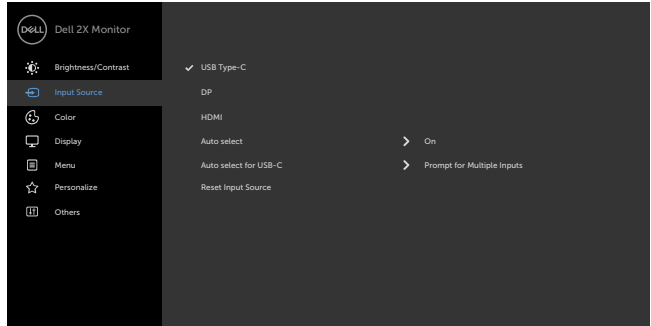 DELL Dell 2X Monitor
Brightness/Contrast USB Type-C
Input Source DP
Color HDMI
Display Auto select On
Menu Auto select for USB-C Prompt for Multiple Inputs
Personalize Reset Input Source
Others